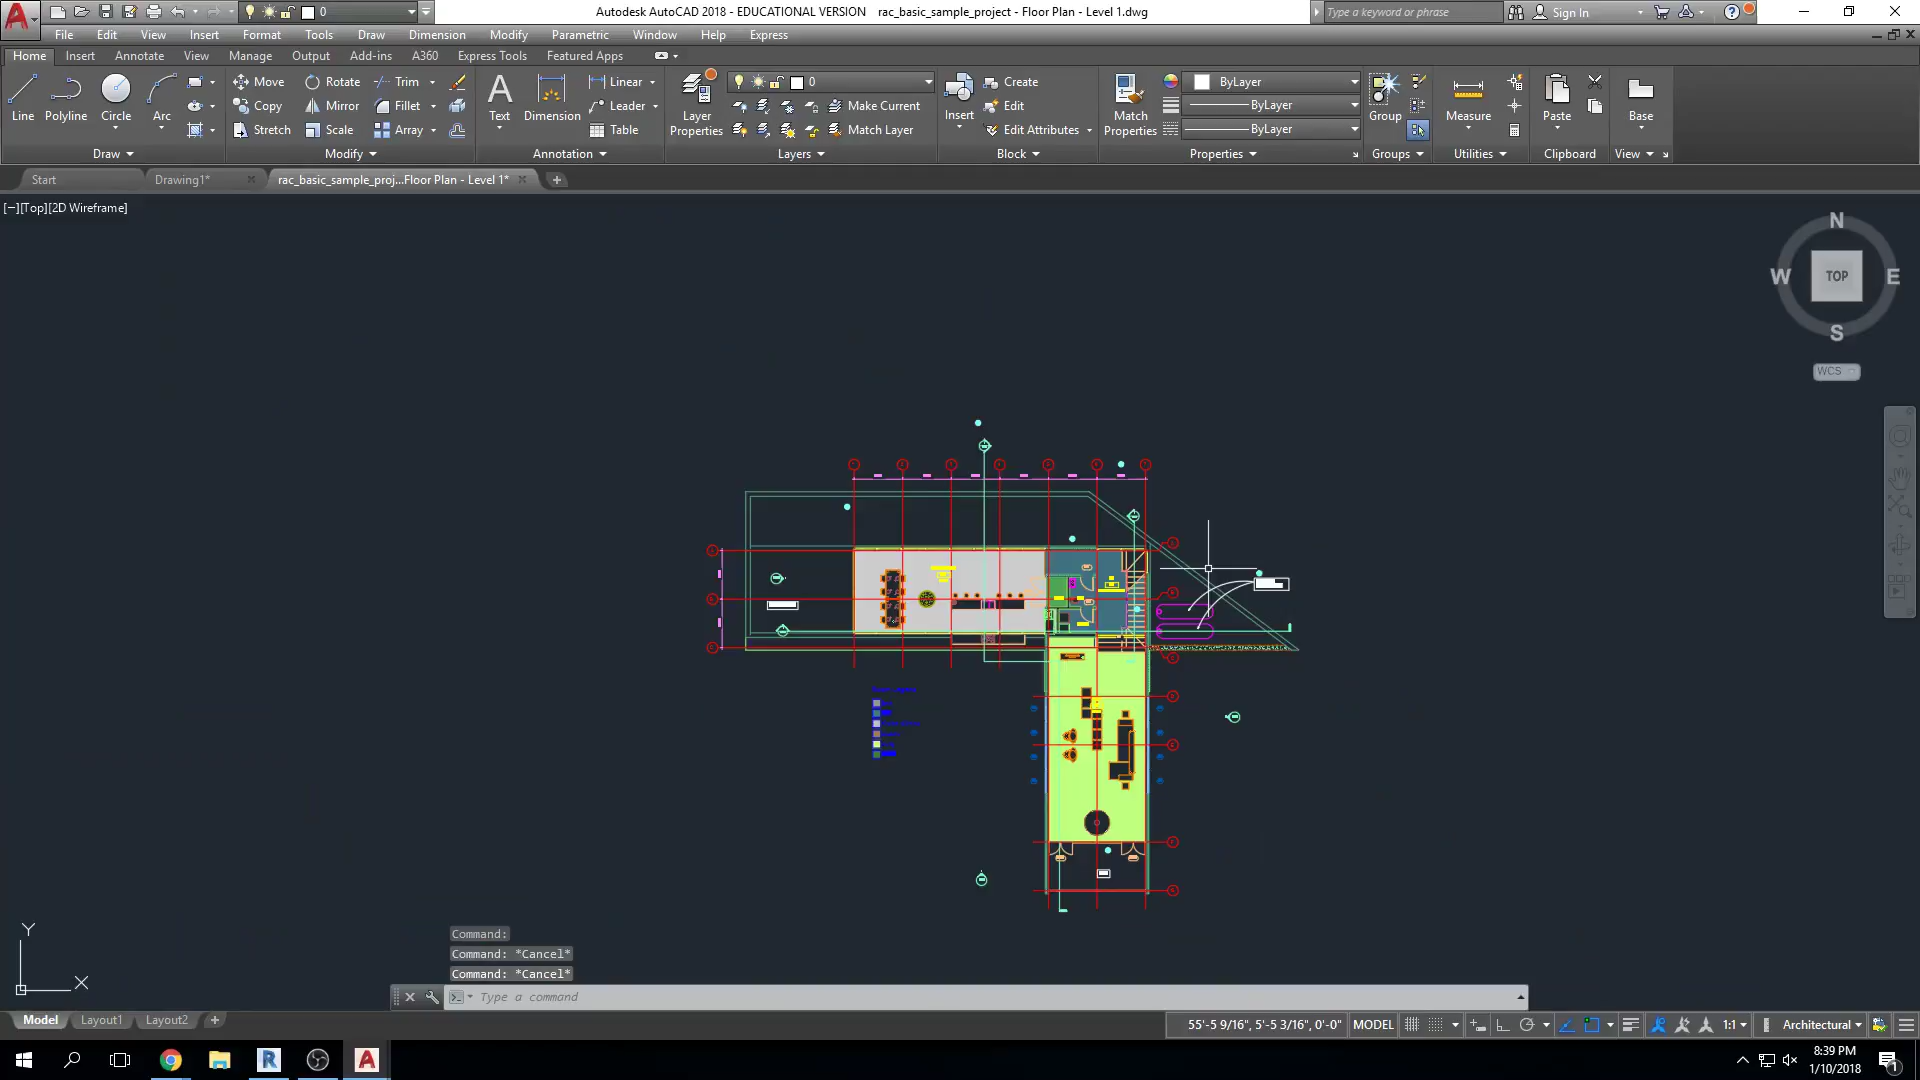 0
Autodesk AutoCAD 2018 - EDUCATIONAL VERSION rac_basic_sample_project - Floor Plan - Level 1.dwg
Type a keyword or phrase
Sign In
File Edit View Insert Format Tools Draw Dimension Modify Parametric Window Help Express
Home Insert Annotate View Manage Output Add-ins A360 Express Tools Featured Apps
Line Polyline Circle Arc
Move Rotate Trim
Copy Mirror Fillet
Stretch Scale Array
Text Dimension
Linear
Leader
Table
Layer Properties
0
Make Current
Match Layer
Insert
Create
Edit
Edit Attributes
Match Properties
ByLayer
ByLayer
ByLayer
Group
Measure
Paste
Base
Draw Modify Annotation Layers Block Properties Groups Utilities Clipboard View
Start Drawing1* rac_basic_sample_proj...Floor Plan - Level 1*
[−][Top][2D Wireframe]
N
W TOP E
S
WCS
Y
X
Command:
Command: *Cancel*
Command: *Cancel*
Type a command
Model Layout1 Layout2
55'-5 9/16", 5'-5 3/16", 0'-0" MODEL 1:1 Architectural
8:39 PM
1/10/2018
1